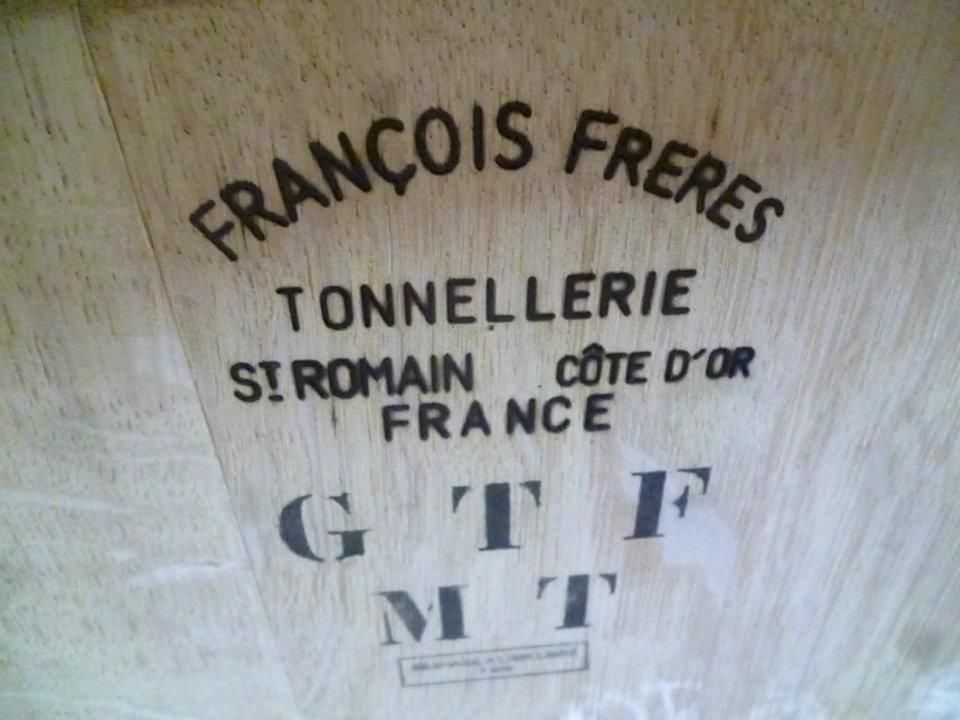 FRANÇOIS FRERES
TONNELLERIE
ST ROMAIN CÔTE D'OR
FRANCE
G T F
M T